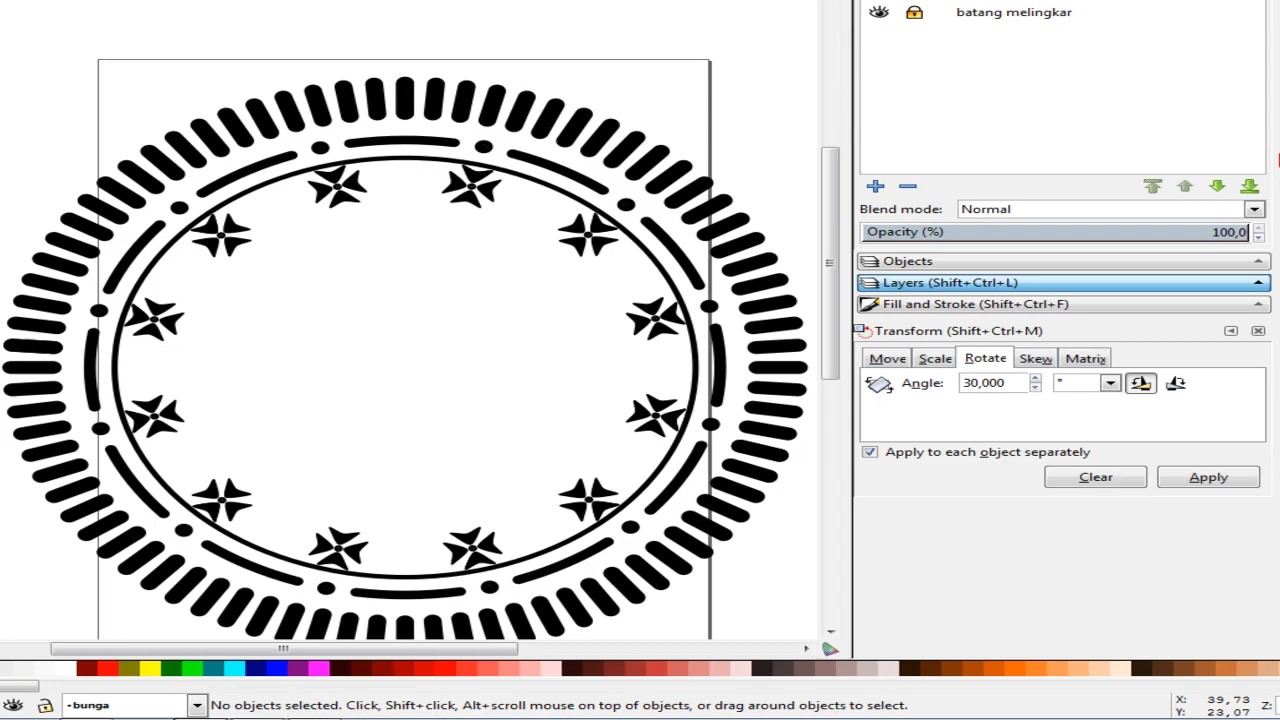 batang melingkar
Blend mode: Normal
Opacity (%) 100,0
Objects
Layers (Shift+Ctrl+L)
Fill and Stroke (Shift+Ctrl+F)
Transform (Shift+Ctrl+M)
Move Scale Rotate Skew Matrix
Angle: 30,000 °
Apply to each object separately
Clear Apply
•bunga No objects selected. Click, Shift+click, Alt+scroll mouse on top of objects, or drag around objects to select. X: 39,73 Z:
Y: 23,07